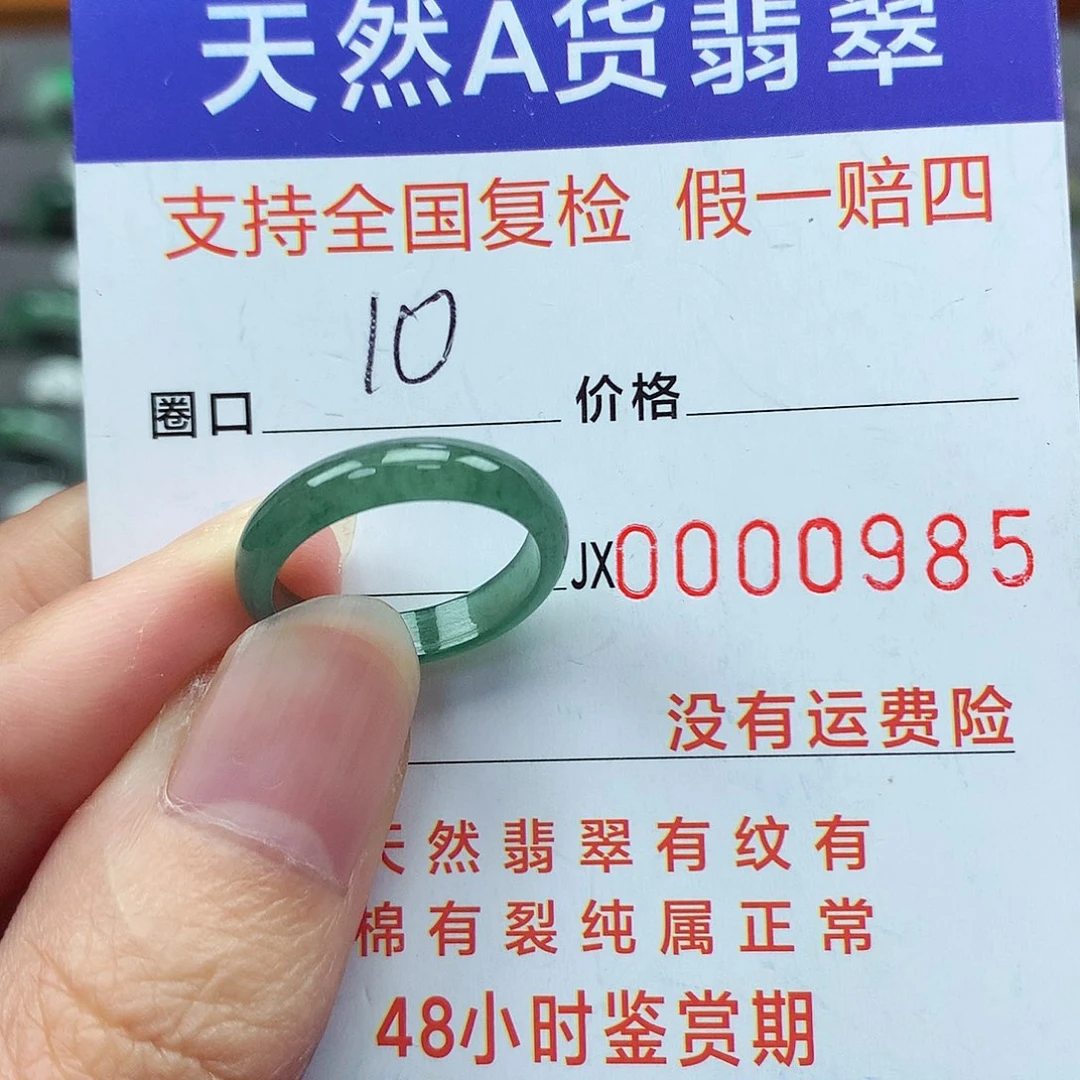 天然A货翡翠
支持全国复检 假一赔四
圈口 10 价格
JX0000985
没有运费险
天然翡翠有纹有
棉有裂纯属正常
48小时鉴赏期